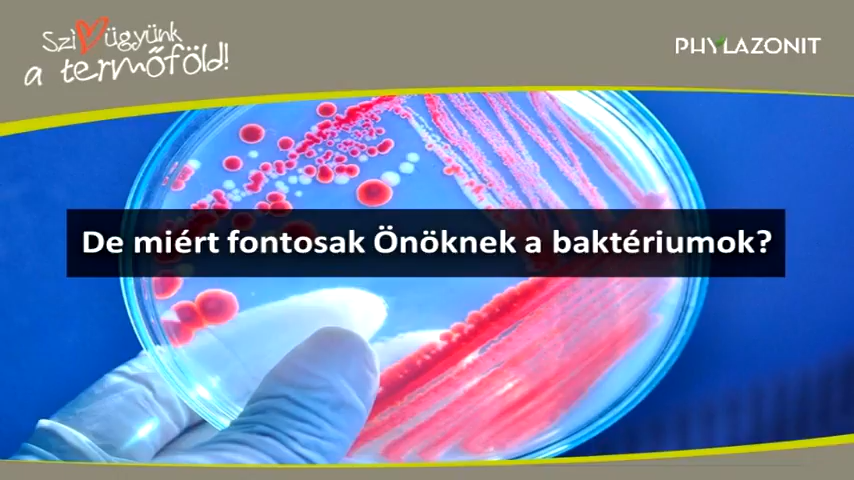 Szívügyünk
a termőföld!
PHYLAZONIT
De miért fontosak Önöknek a baktériumok?